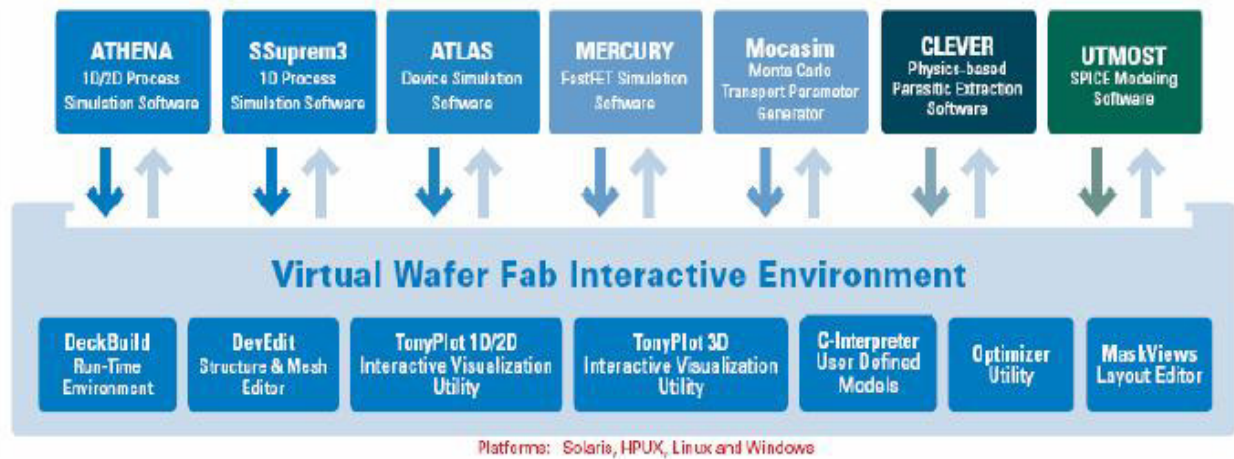 ATHENA
1D/2D Process
Simulation Software
SSuprem3
1D Process
Simulation Software
ATLAS
Device Simulation
Software
MERCURY
FastFET Simulation
Software
Mocasim
Monte Carlo
Transport Parameter
Generator
CLEVER
Physics-based
Parasitic Extraction
Software
UTMOST
SPICE Modeling
Software
Virtual Wafer Fab Interactive Environment
DeckBuild
Run-Time
Environment
DevEdit
Structure & Mesh
Editor
TonyPlot 1D/2D
Interactive Visualization
Utility
TonyPlot 3D
Interactive Visualization
Utility
C-Interpreter
User Defined
Models
Optimizer
Utility
MaskViews
Layout Editor
Platforms: Solaris, HPUX, Linux and Windows